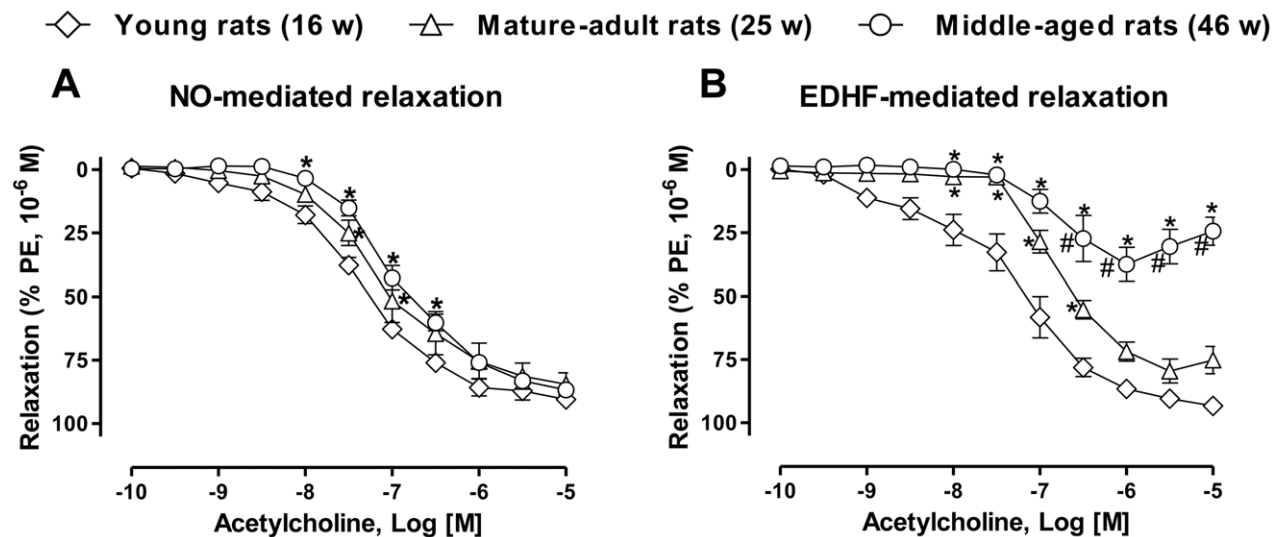 Young rats (16 w) Mature-adult rats (25 w) Middle-aged rats (46 w)
A NO-mediated relaxation
Relaxation (% PE, 10⁻⁶ M)
0
25
50
75
100
* * * * * *
-10 -9 -8 -7 -6 -5
Acetylcholine, Log [M]
B EDHF-mediated relaxation
Relaxation (% PE, 10⁻⁶ M)
0
25
50
75
100
* * * * * * *
* * * *
# # # #
-10 -9 -8 -7 -6 -5
Acetylcholine, Log [M]